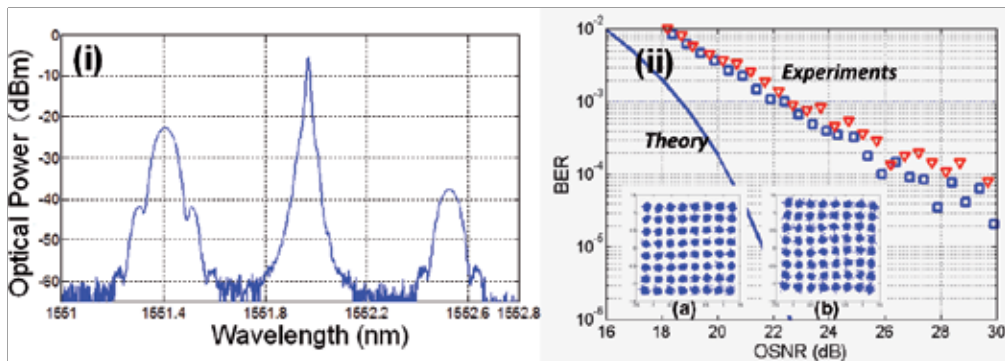 (i)
Optical Power (dBm)
0
-10
-20
-30
-40
-50
-60
1551
1551.4
1551.8
1552.2
1552.6
1552.8
Wavelength (nm)
(ii)
BER
10-2
10-3
10-4
10-6
10-8
Experiments
Theory
(a)
(b)
16
18
20
22
24
26
28
30
OSNR (dB)